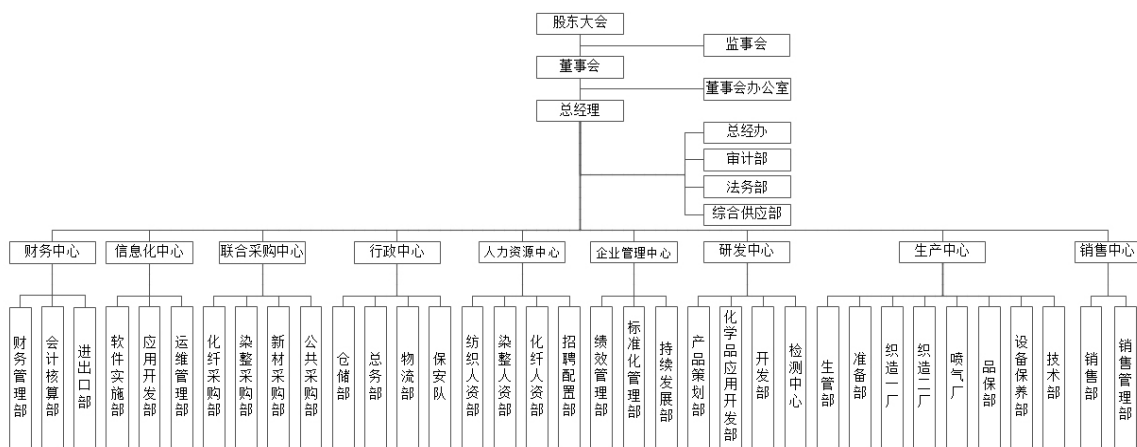 股东大会
监事会
董事会
董事会办公室
总经理
总经办
审计部
法务部
综合供应部
财务中心
信息化中心
联合采购中心
行政中心
人力资源中心
企业管理中心
研发中心
生产中心
销售中心
财务管理部
会计核算部
进出口部
软件实施部
应用开发部
运维管理部
化纤采购部
染整采购部
新材采购部
公共采购部
仓储部
总务部
物流部
保安队
纺织人资部
染整人资部
化纤人资部
招聘配置部
绩效管理部
标准化管理部
持续发展部
产品策划部
化学品应用开发部
开发部
检测中心
生管部
准备部
织造一厂
织造二厂
喷气厂
品保部
设备保养部
技术部
销售部
销售管理部